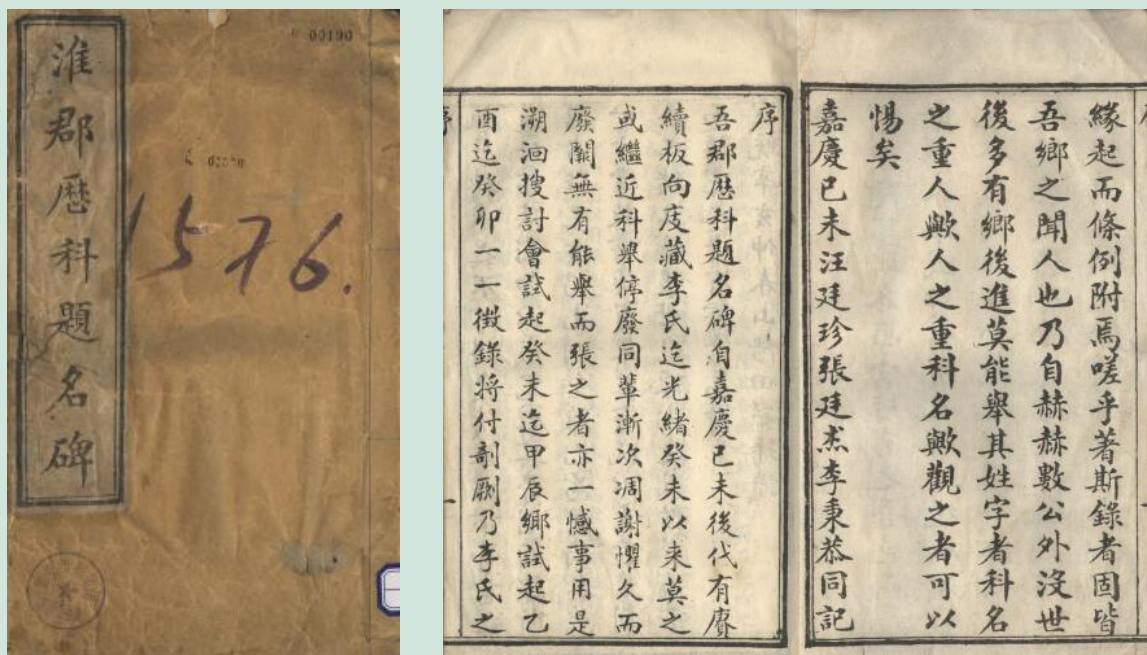 淮郡歷科題名碑
00190
1576.
緣起而條例附焉嗟乎著斯錄者固皆
吾鄉之聞人也乃自赫赫數公外沒世
後多有鄉後進莫能舉其姓字者科名
之重人歟人之重科名歟觀之者可以
惕矣
嘉慶已未汪廷珍張廷杰李秉恭同記
序
吾郡歷科題名碑自嘉慶已未後代有賡
續板向庋藏李氏迄光緒癸未以來莫之
或繼近科舉停廢同輩漸次凋謝懼久而
廢闕無有能舉而張之者亦一憾事用是
溯洄搜討會試起癸未迄甲辰鄉試起乙
酉迄癸卯一一徵錄將付剞劂乃李氏之